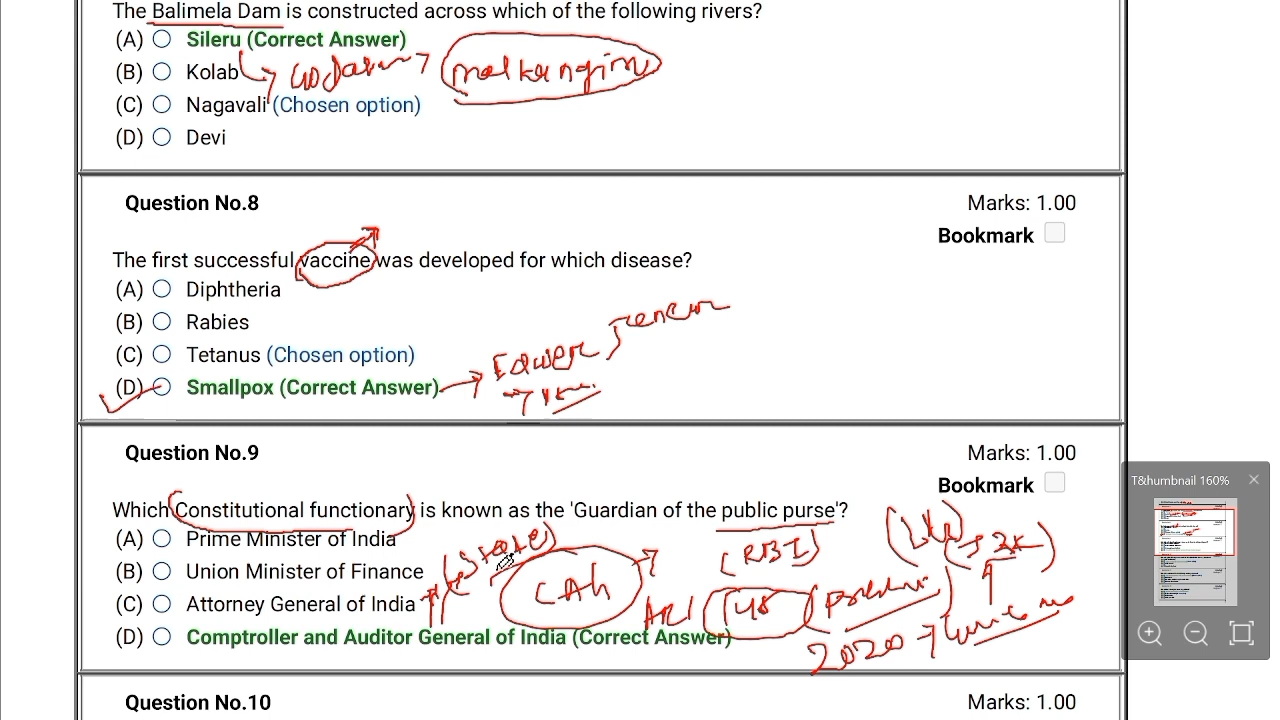 The Balimela Dam is constructed across which of the following rivers?
(A) Sileru (Correct Answer)
(B) Kolab
malkangiri
(C) Nagavali (Chosen option)
(D) Devi
Question No.8 Marks: 1.00
Bookmark
The first successful vaccine was developed for which disease?
(A) Diphtheria
(B) Rabies
(C) Tetanus (Chosen option)
(D) Smallpox (Correct Answer)
Question No.9 Marks: 1.00
Bookmark
Which Constitutional functionary is known as the 'Guardian of the public purse'?
(A) Prime Minister of India
(RBI)
(B) Union Minister of Finance
(C) Attorney General of India
CAG
148
(D) Comptroller and Auditor General of India (Correct Answer)
2020
Question No.10 Marks: 1.00
T&humbnail 160%